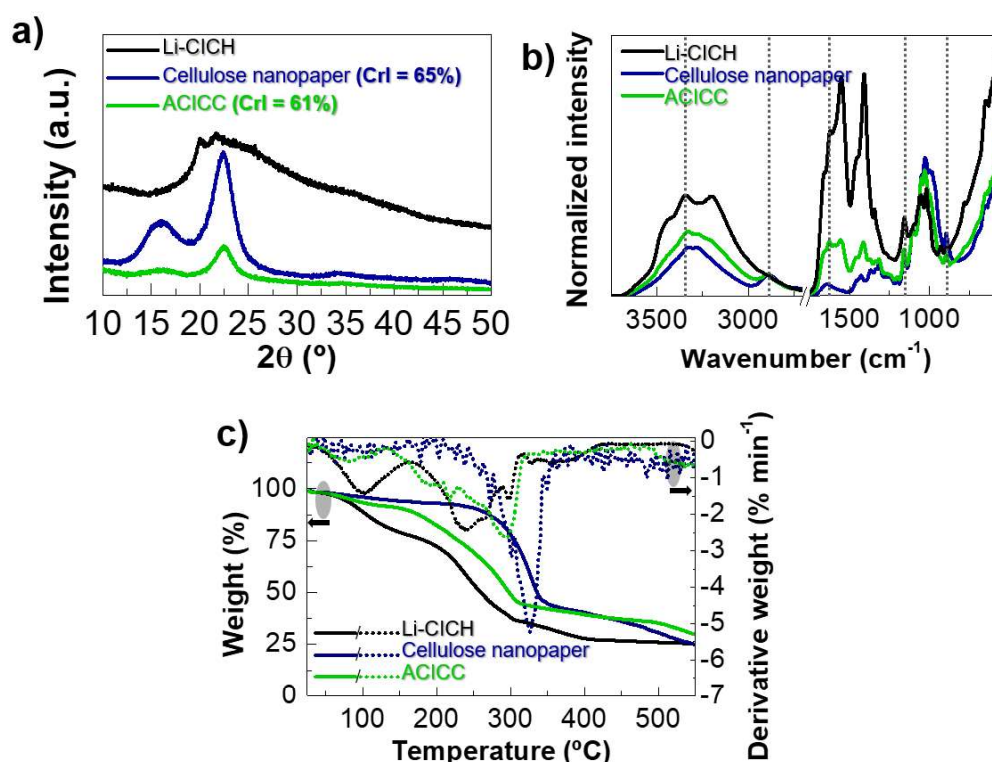 a)
Li-ClCH
Cellulose nanopaper (CrI = 65%)
ACICC (CrI = 61%)
Intensity (a.u.)
10 15 20 25 30 35 40 45 50
2θ (º)
b)
Li-ClCH
Cellulose nanopaper
ACICC
Normalized intensity
3500 3000 1500 1000
Wavenumber (cm-1)
c)
100
75
50
25
0
Weight (%)
0
-1
-2
-3
-4
-5
-6
-7
Derivative weight (% min-1)
Li-ClCH
Cellulose nanopaper
ACICC
100 200 300 400 500
Temperature (ºC)